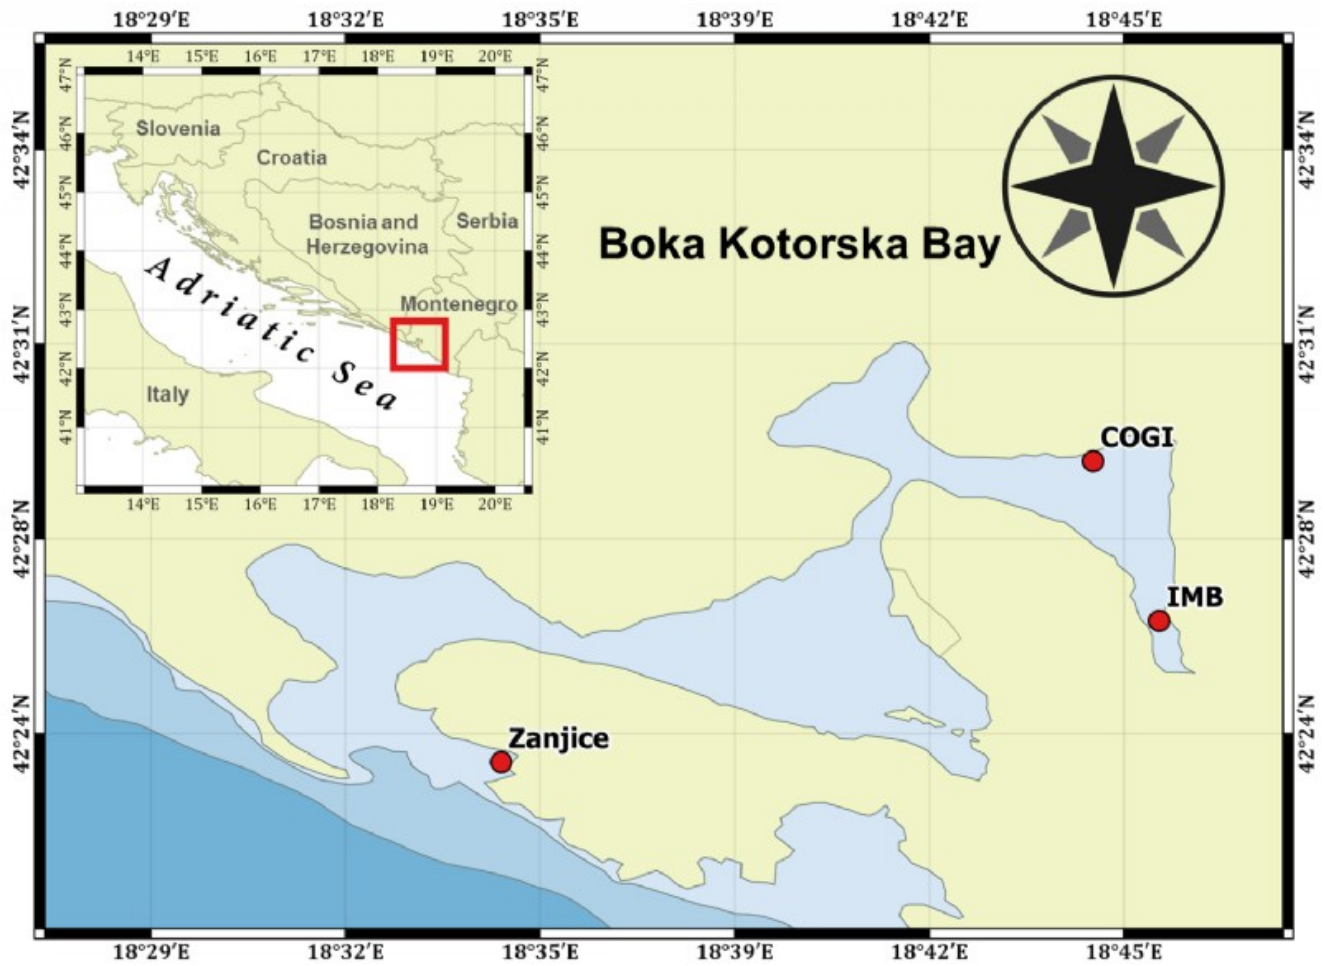 18°29′E 18°32′E 18°35′E 18°39′E 18°42′E 18°45′E
14°E 15°E 16°E 17°E 18°E 19°E 20°E
47°N 47°N
42°34′N 46°N Slovenia 46°N 42°34′N
Croatia
45°N 45°N
Bosnia and Serbia
Herzegovina
44°N 44°N
Boka Kotorska Bay
Adriatic Sea
43°N Montenegro 43°N
42°31′N 42°N 42°N 42°31′N
Italy
41°N 41°N
COGI
14°E 15°E 16°E 17°E 18°E 19°E 20°E
42°28′N 42°28′N
IMB
42°24′N Zanjice 42°24′N
18°29′E 18°32′E 18°35′E 18°39′E 18°42′E 18°45′E